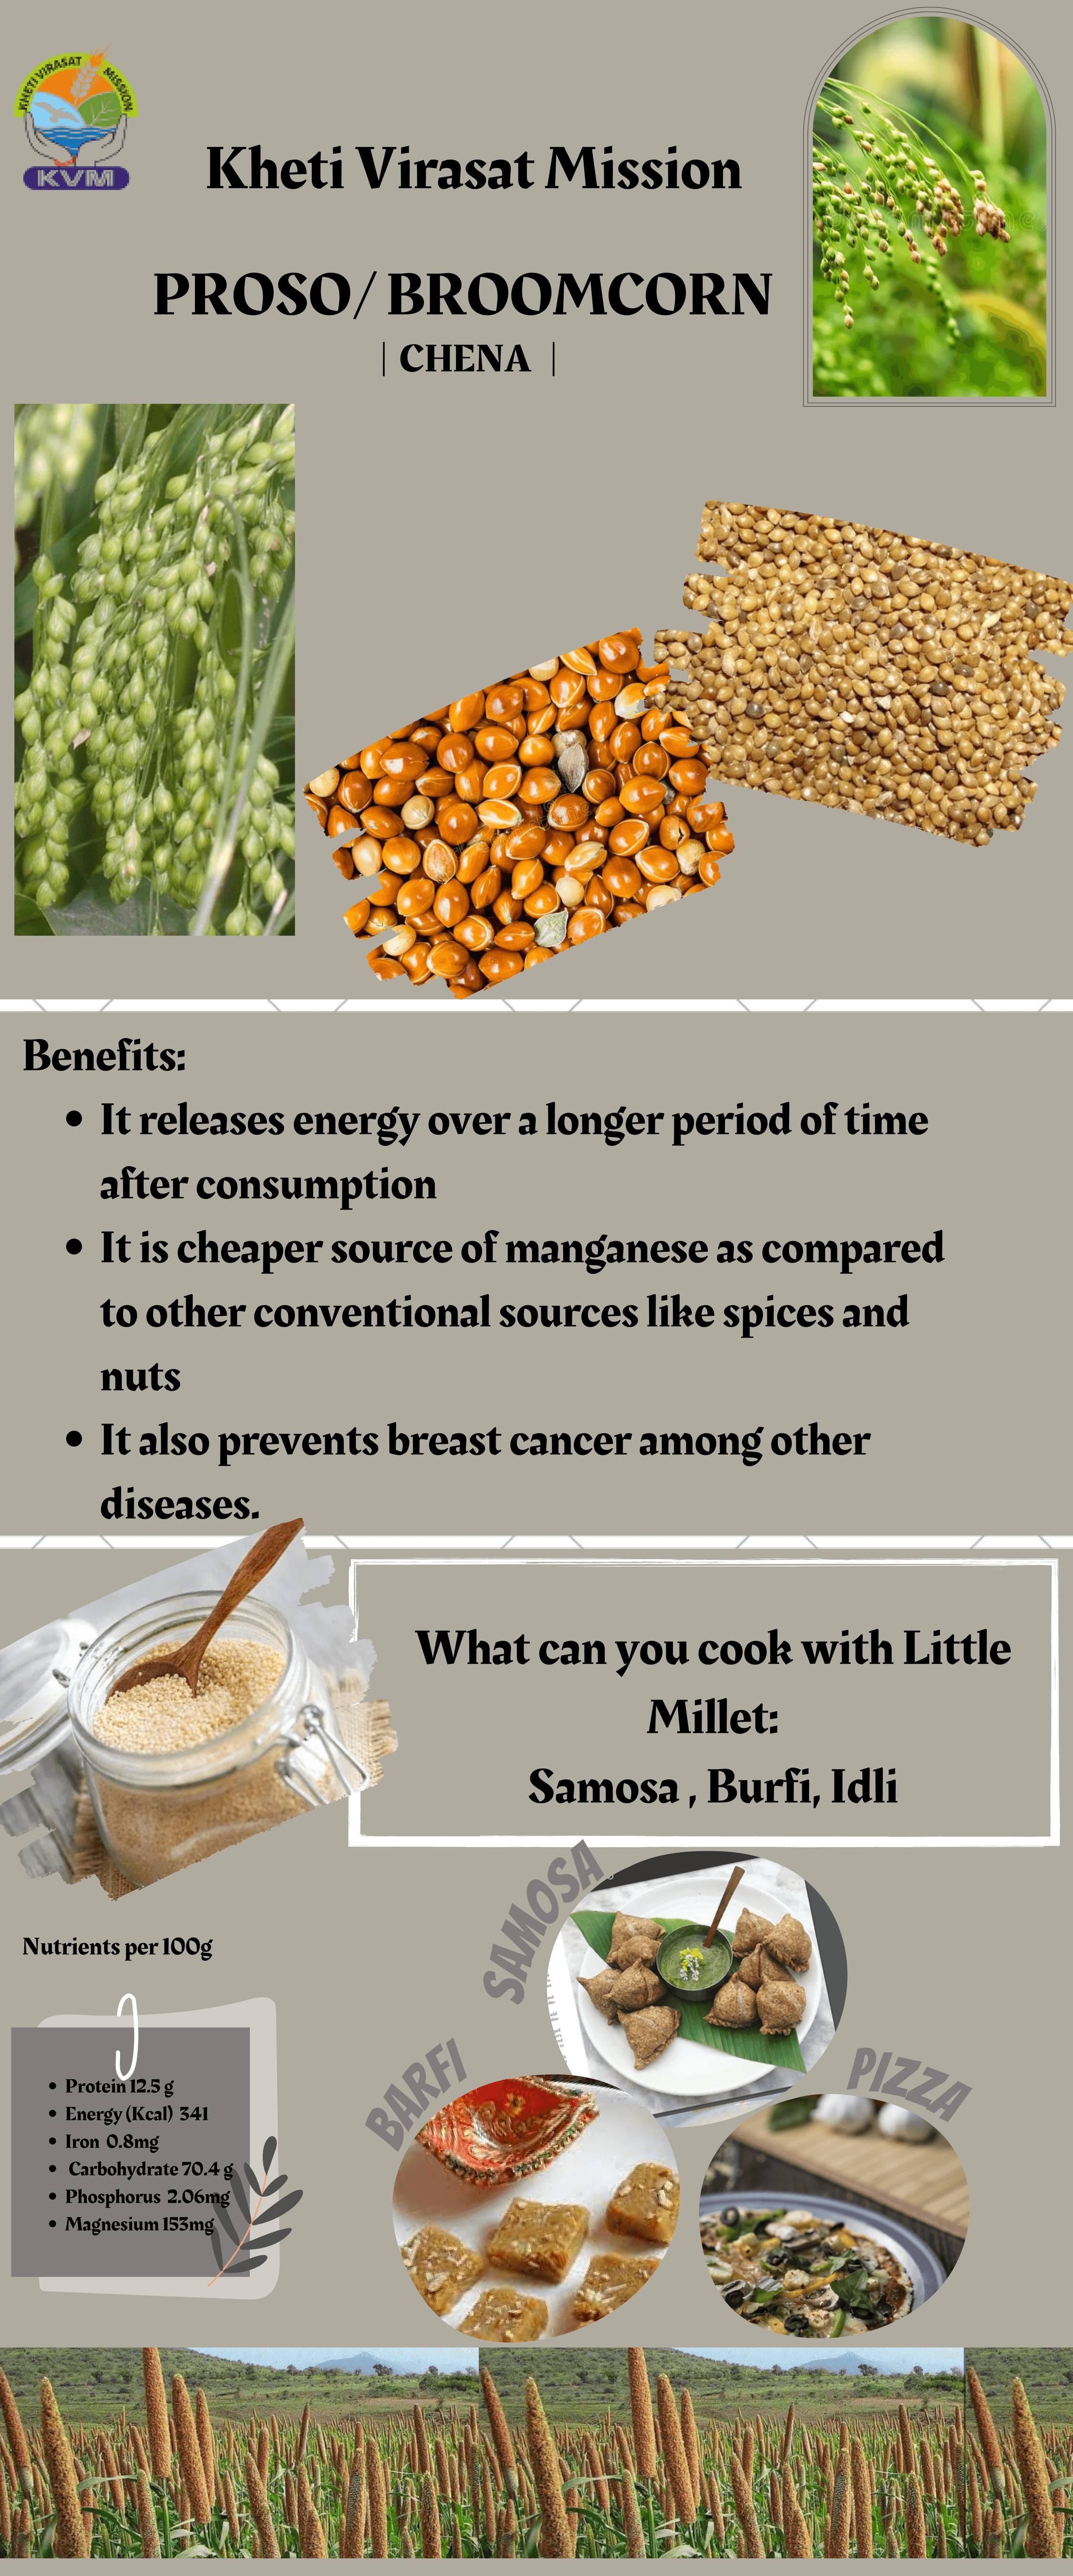 KHETI VIRASAT MISSION
KVM
Kheti Virasat Mission
PROSO/ BROOMCORN
| CHENA |
Benefits:
• It releases energy over a longer period of time
after consumption
• It is cheaper source of manganese as compared
to other conventional sources like spices and
nuts
• It also prevents breast cancer among other
diseases.
What can you cook with Little
Millet:
Samosa , Burfi, Idli
SAMOSA
BARFI
PIZZA
Nutrients per 100g
• Protein 12.5 g
• Energy (Kcal) 341
• Iron 0.8mg
• Carbohydrate 70.4 g
• Phosphorus 2.06mg
• Magnesium 153mg